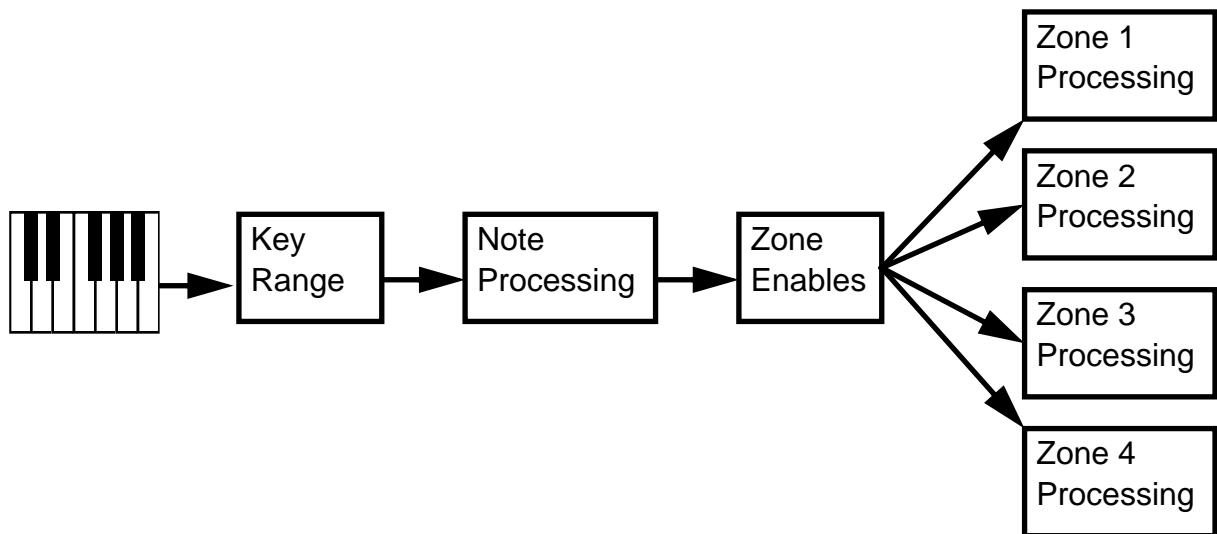 Key
Range
Note
Processing
Zone
Enables
Zone 1
Processing
Zone 2
Processing
Zone 3
Processing
Zone 4
Processing